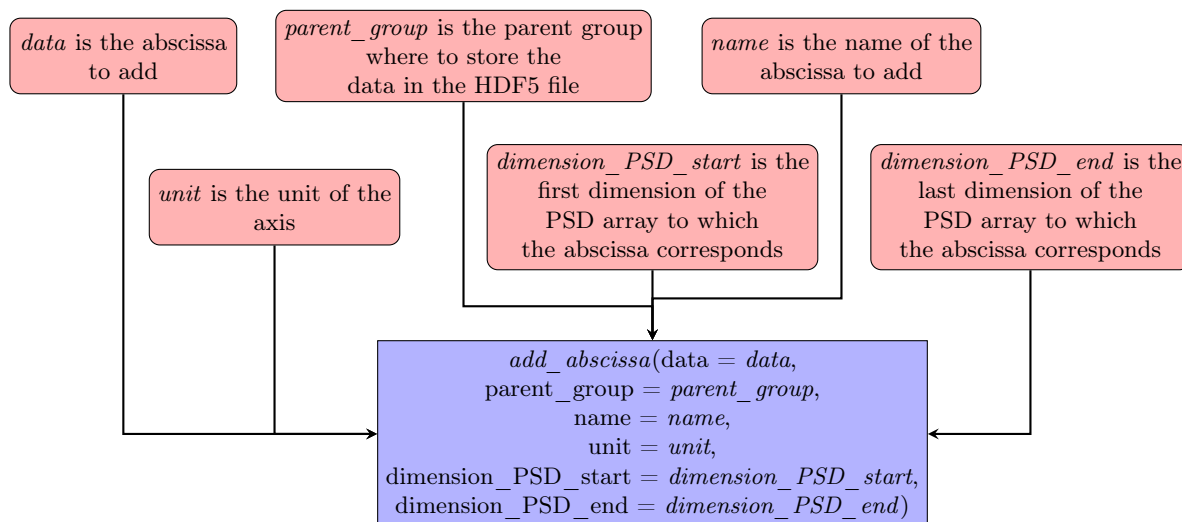 data is the abscissa
to add
parent_group is the parent group
where to store the
data in the HDF5 file
name is the name of the
abscissa to add
unit is the unit of the
axis
dimension_PSD_start is the
first dimension of the
PSD array to which
the abscissa corresponds
dimension_PSD_end is the
last dimension of the
PSD array to which
the abscissa corresponds
add_abscissa(data = data,
parent_group = parent_group,
name = name,
unit = unit,
dimension_PSD_start = dimension_PSD_start,
dimension_PSD_end = dimension_PSD_end)